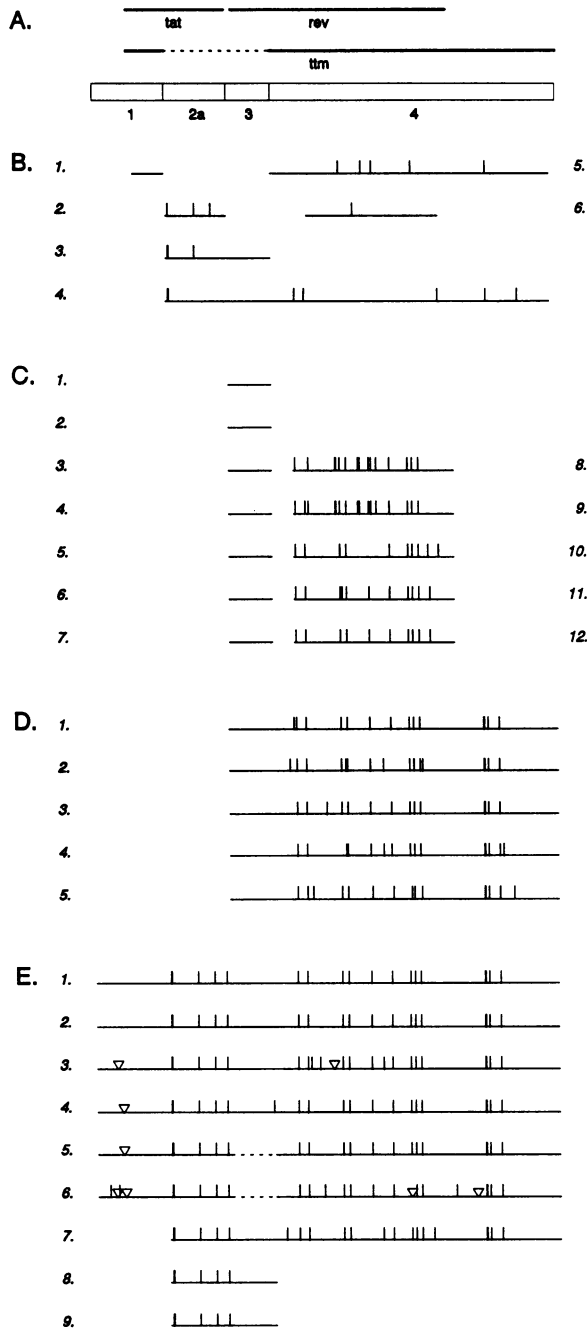 A.
tat rev
ttm
1 2a 3 4
B. 1. 5.
2. 6.
3.
4.
C. 1.
2.
3. 8.
4. 9.
5. 10.
6. 11.
7. 12.
D. 1.
2.
3.
4.
5.
E. 1.
2.
3.
4.
5.
6.
7.
8.
9.